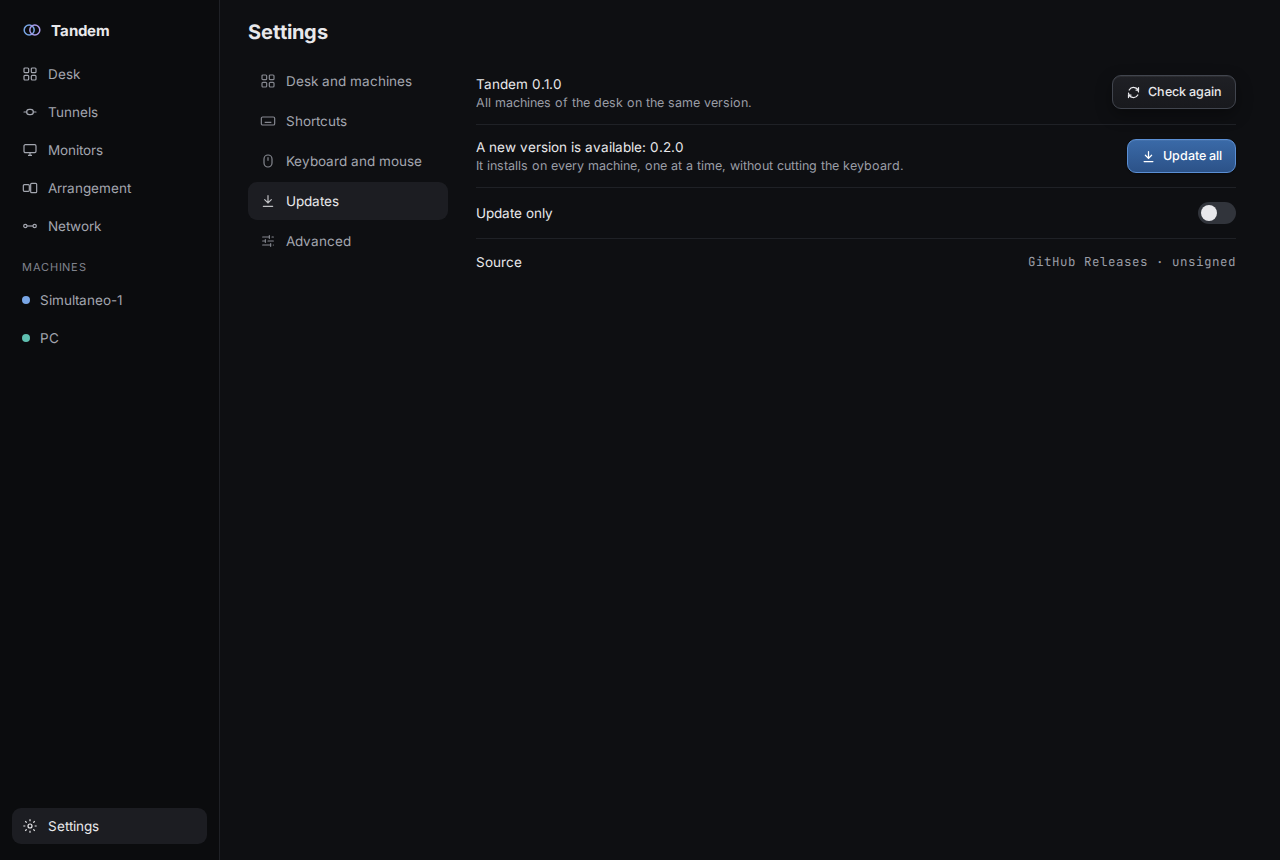 Tandem
Desk
Tunnels
Monitors
Arrangement
Network
MACHINES
Simultaneo-1
PC
Settings
Settings
Desk and machines
Shortcuts
Keyboard and mouse
Updates
Advanced
Tandem 0.1.0
All machines of the desk on the same version.
Check again
A new version is available: 0.2.0
It installs on every machine, one at a time, without cutting the keyboard.
Update all
Update only
Source
GitHub Releases · unsigned